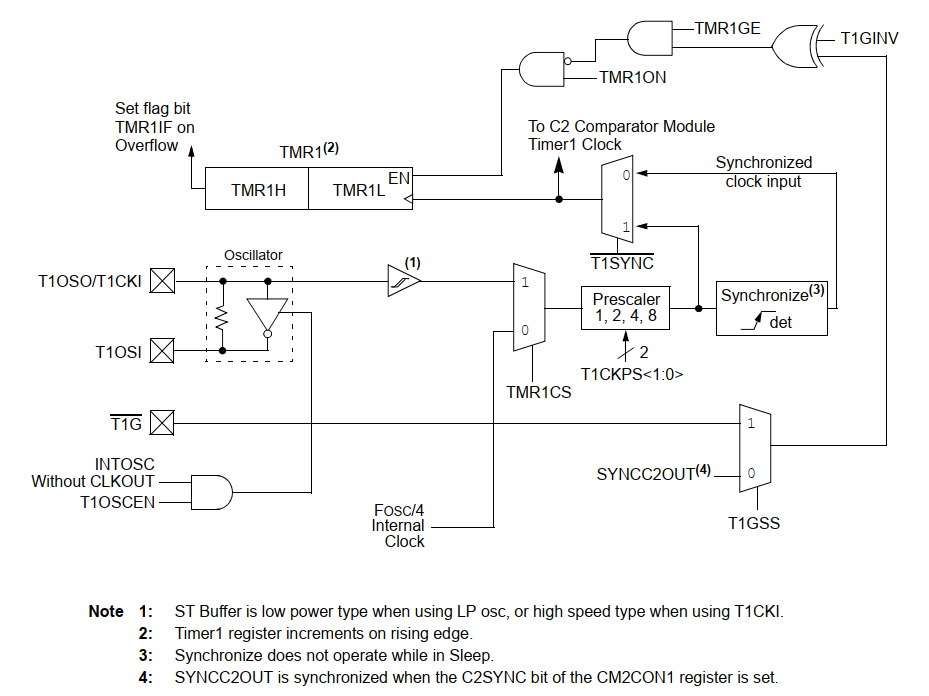 TMR1GE
T1GINV
TMR1ON
Set flag bit
TMR1IF on
Overflow
To C2 Comparator Module
Timer1 Clock
TMR1(2)
EN
TMR1H
TMR1L
0
Synchronized
clock input
1
T1SYNC
Oscillator
(1)
T1OSO/T1CKI
1
Prescaler
1, 2, 4, 8
Synchronize(3)
det
0
2
T1OSI
T1CKPS<1:0>
TMR1CS
T1G
1
INTOSC
Without CLKOUT
T1OSCEN
SYNCC2OUT(4)
0
FOSC/4
Internal
Clock
T1GSS
Note 1: ST Buffer is low power type when using LP osc, or high speed type when using T1CKI.
2: Timer1 register increments on rising edge.
3: Synchronize does not operate while in Sleep.
4: SYNCC2OUT is synchronized when the C2SYNC bit of the CM2CON1 register is set.